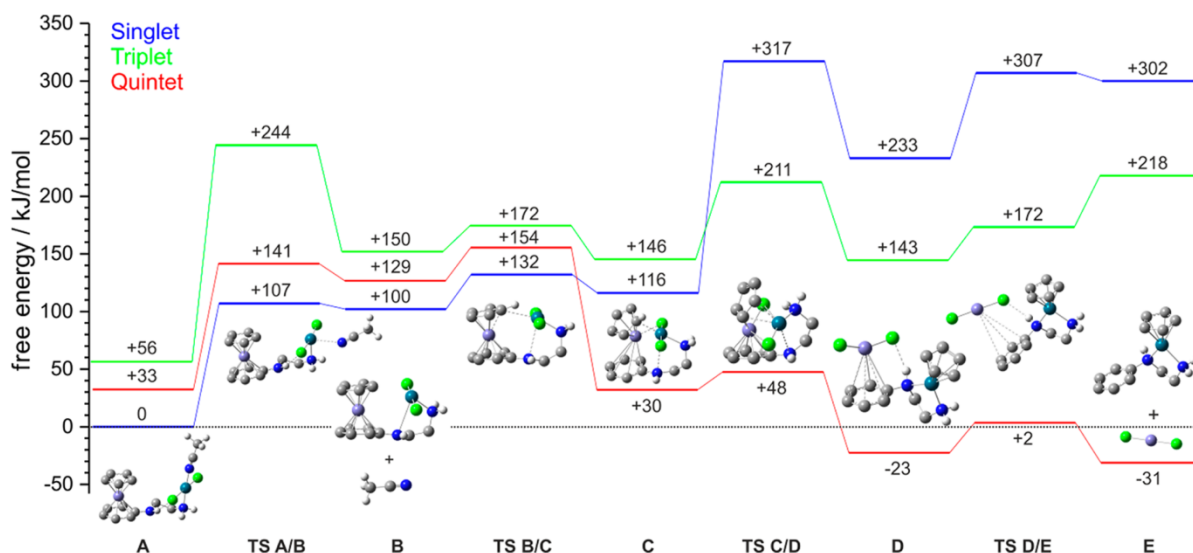 free energy / kJ/mol
350
300
250
200
150
100
50
0
-50
Singlet
Triplet
Quintet
+56
+33
0
+244
+141
+107
+150
+129
+100
+
+172
+154
+132
+146
+116
+30
+317
+211
+48
+233
+143
-23
+307
+172
+2
+302
+218
+
-31
A
TS A/B
B
TS B/C
C
TS C/D
D
TS D/E
E